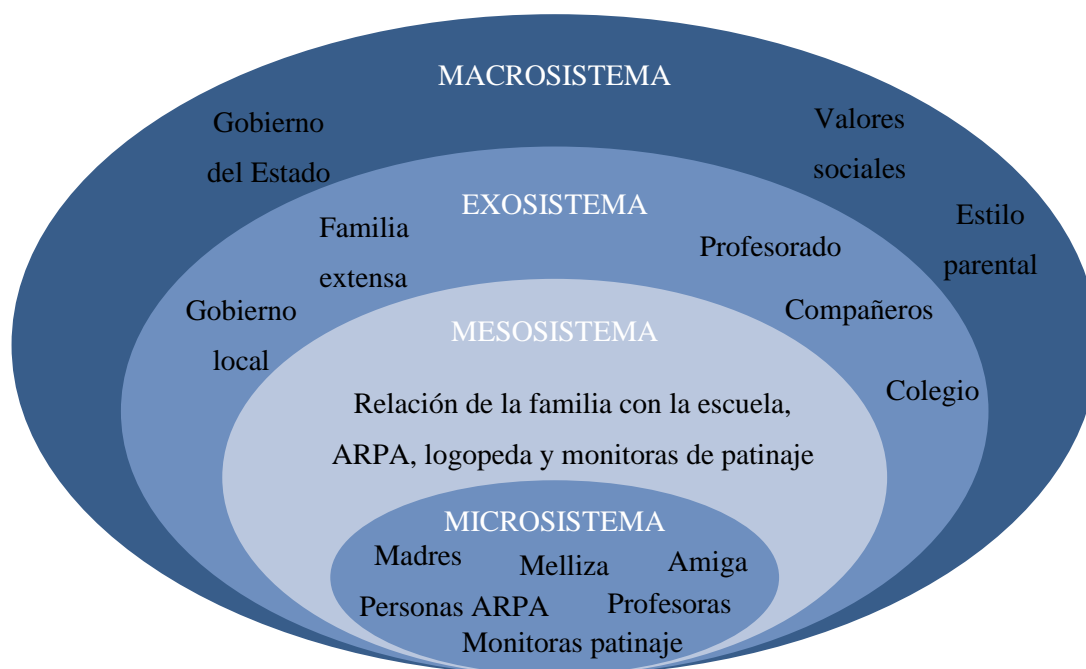 MACROSISTEMA
Gobierno
del Estado
Valores
sociales
Estilo
parental
EXOSISTEMA
Familia
extensa
Profesorado
Gobierno
local
Compañeros
Colegio
MESOSISTEMA
Relación de la familia con la escuela,
ARPA, logopeda y monitoras de patinaje
MICROSISTEMA
Madres
Melliza
Amiga
Personas ARPA
Profesoras
Monitoras patinaje